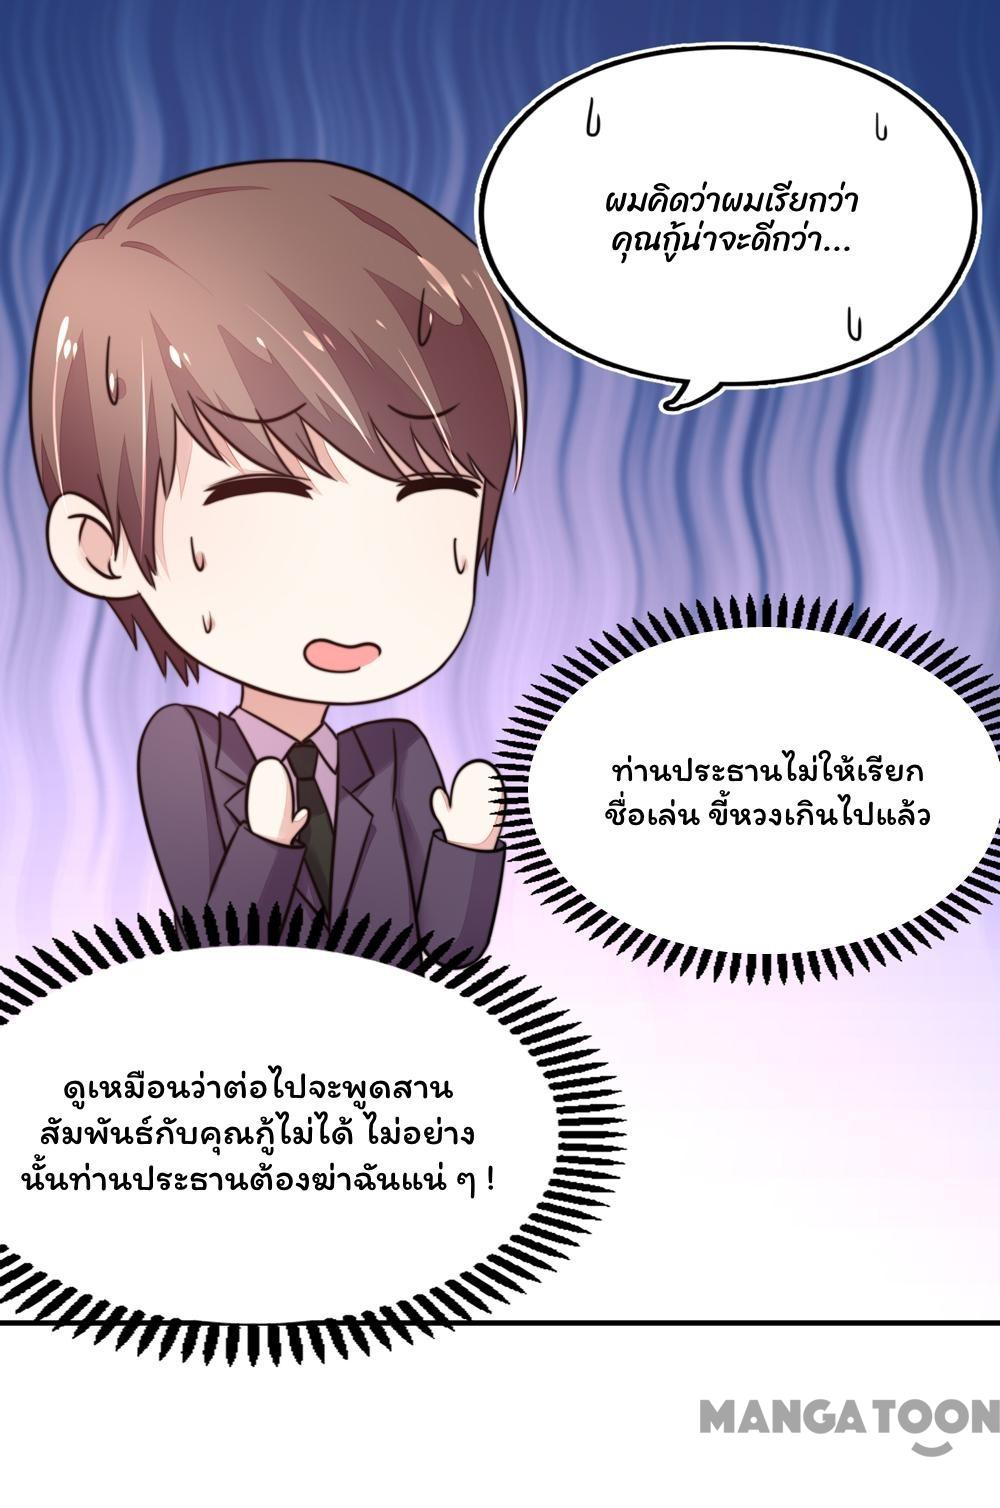 ผมคิดว่าผมเรียกว่า
คุณกู้น่าจะดีกว่า...
ท่านประธานไม่ให้เรียก
ชื่อเล่น ขี้หวงเกินไปแล้ว
ดูเหมือนว่าต่อไปจะพูดสาน
สัมพันธ์กับคุณกู้ไม่ได้ ไม่อย่าง
นั้นท่านประธานต้องฆ่าฉันแน่ ๆ !
MANGA TOON